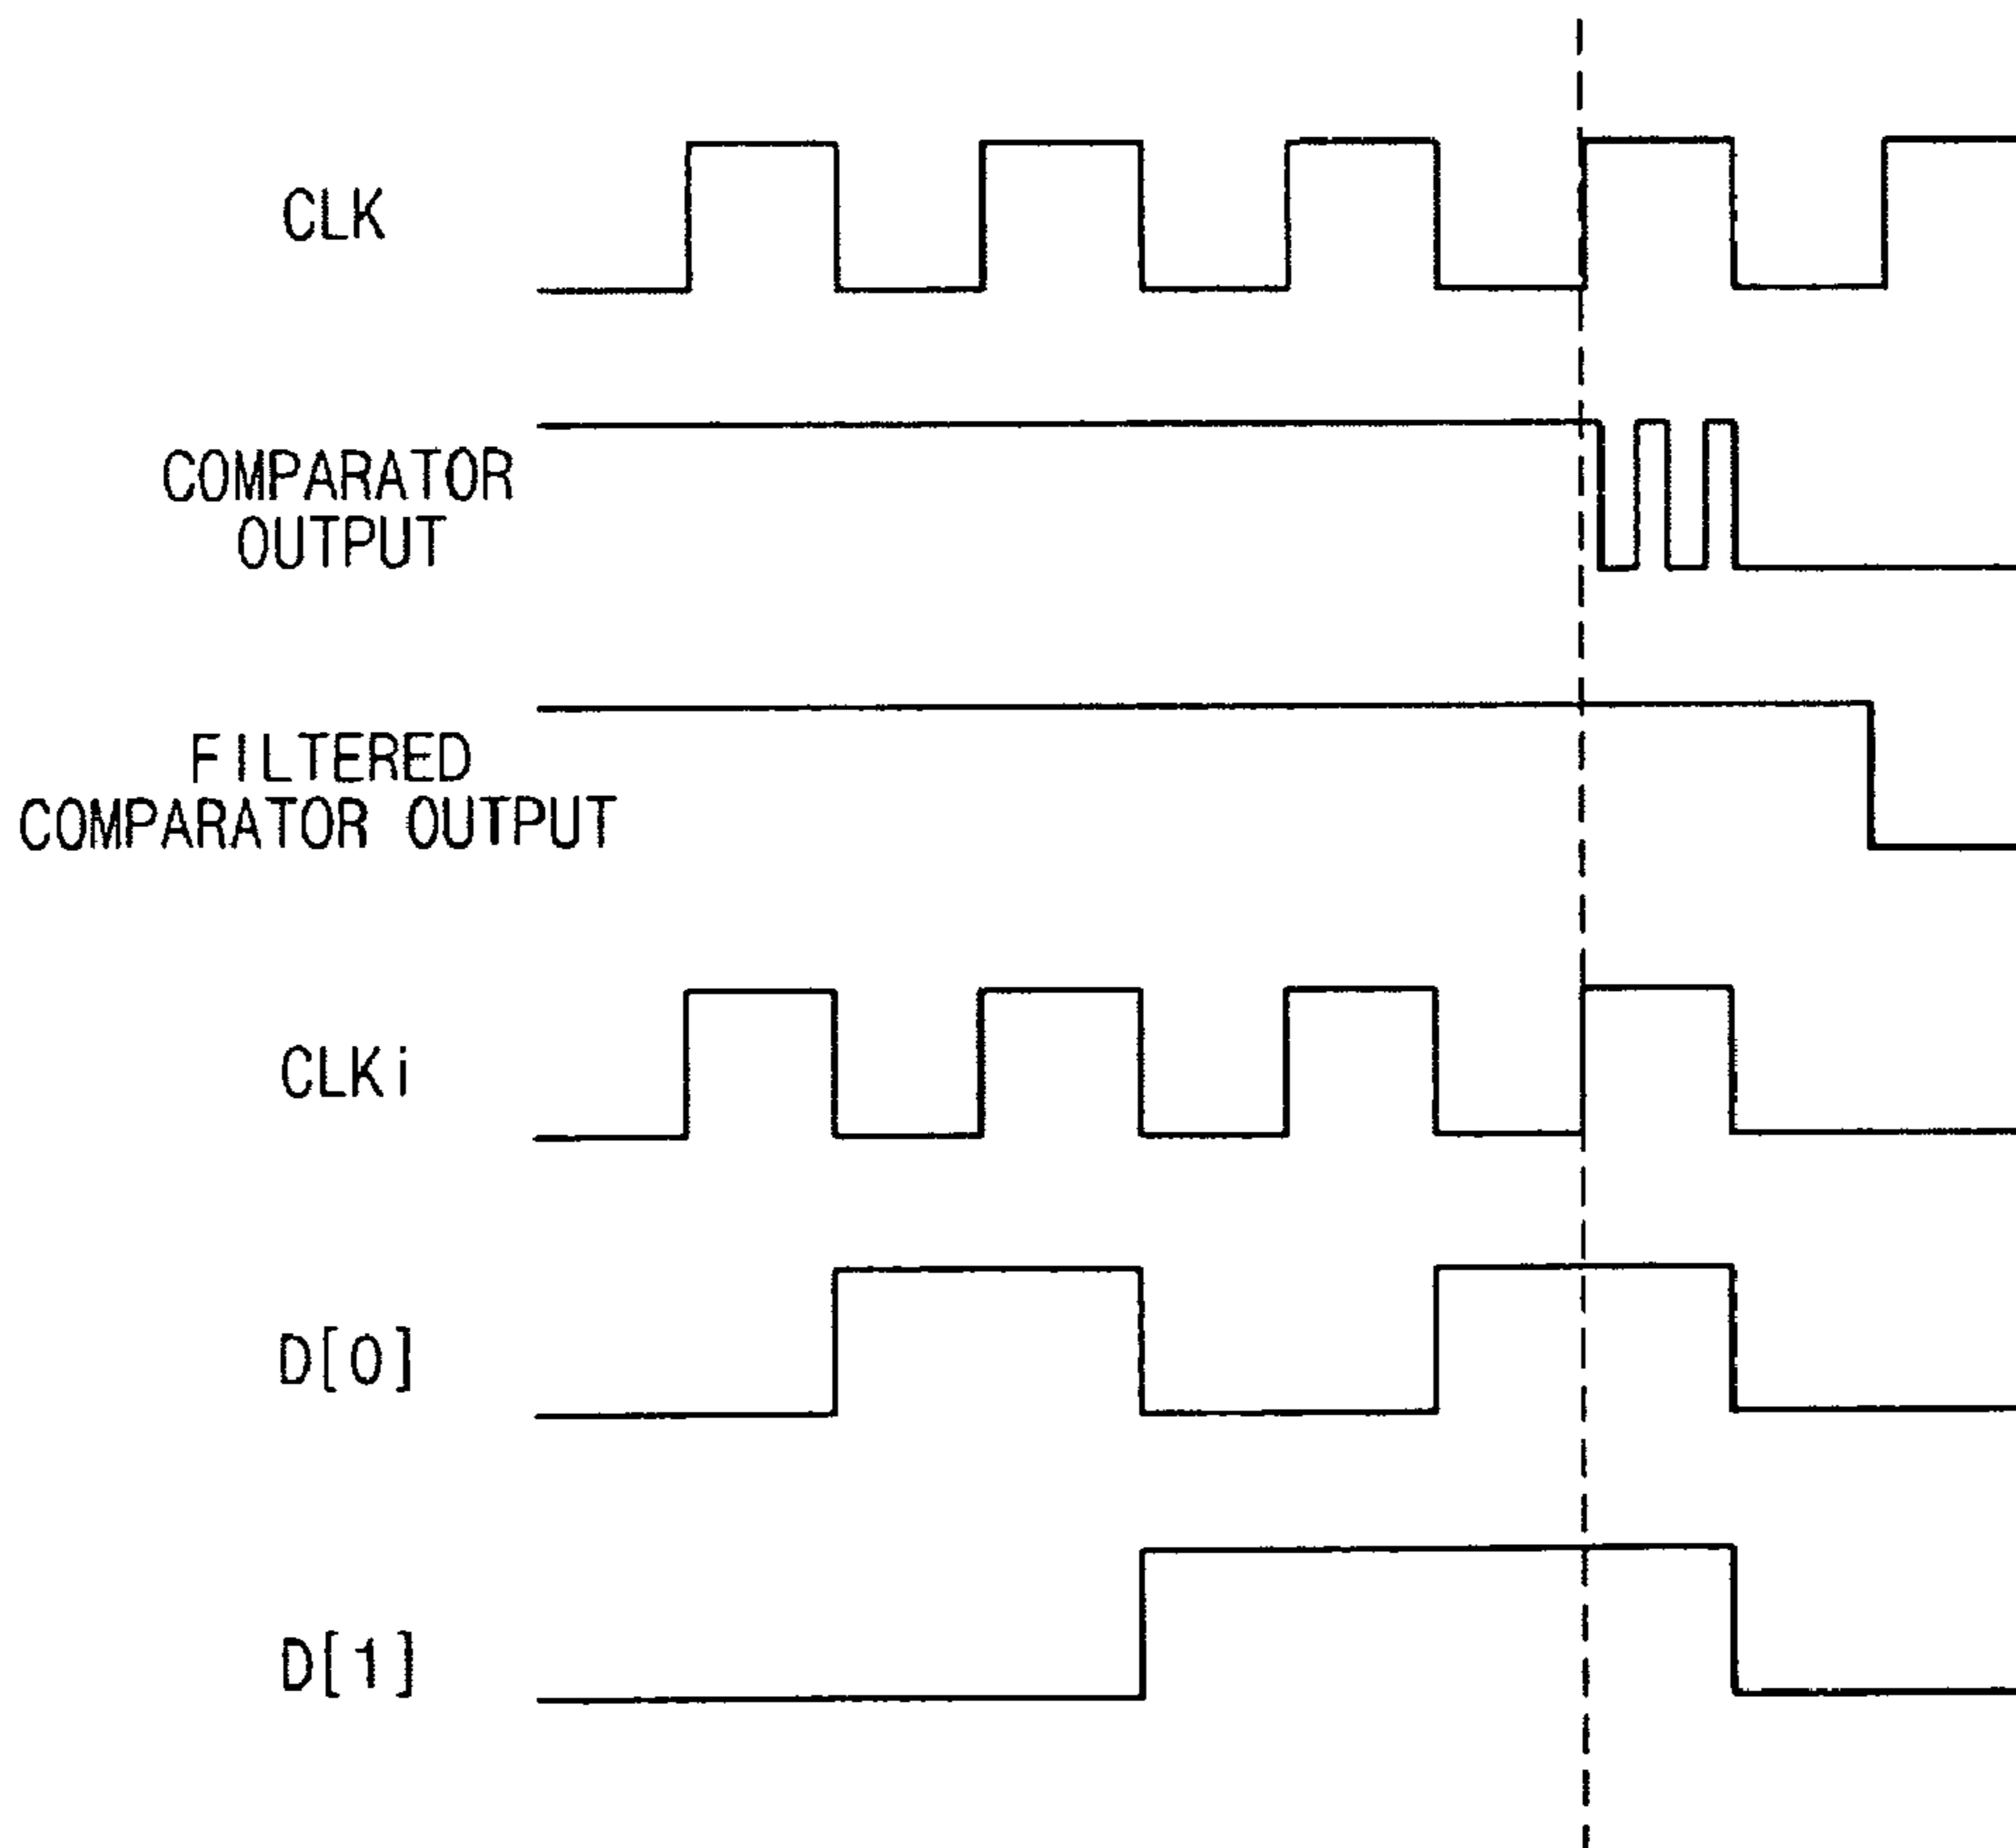 CLK
COMPARATOR
OUTPUT
FILTERED
COMPARATOR OUTPUT
CLKi
D[0]
D[1]